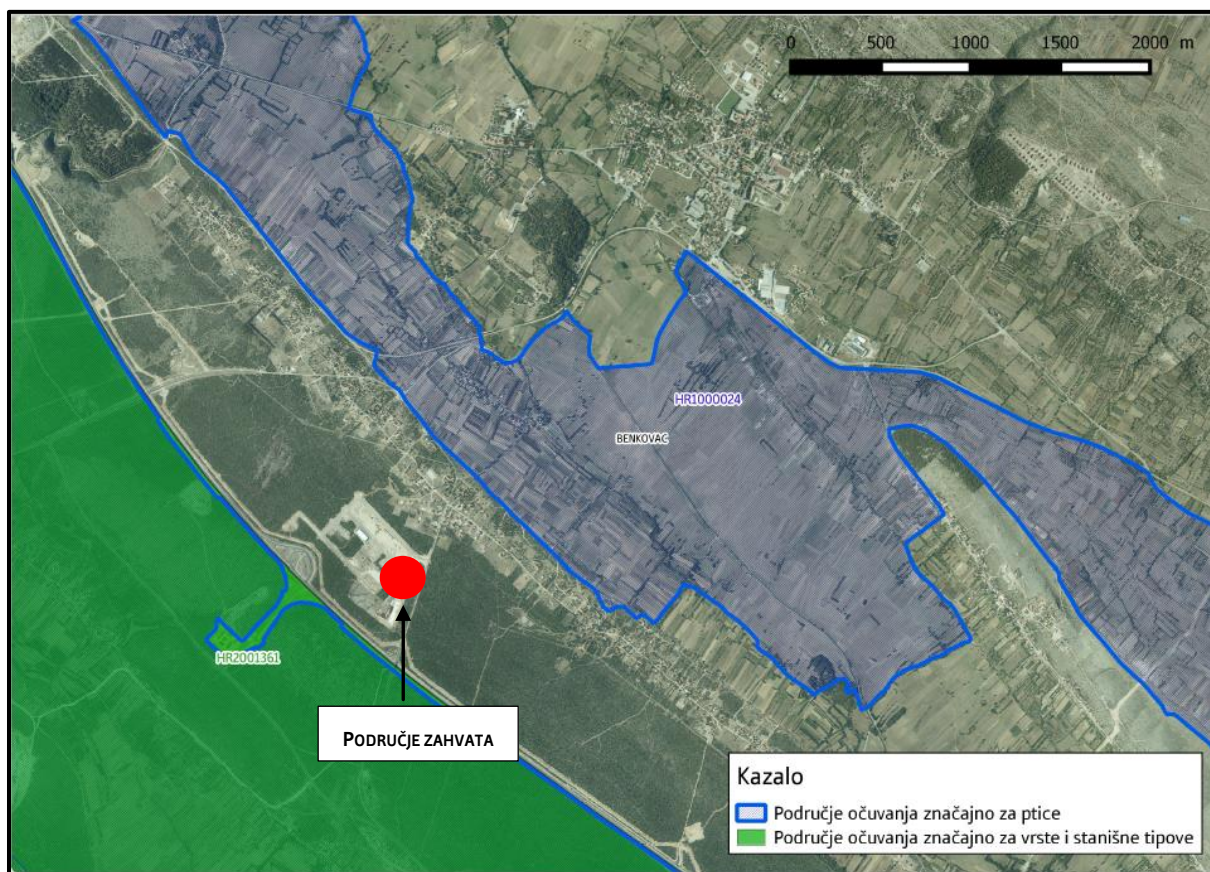 0 500 1000 1500 2000 m
HR1000024
BENKOVAC
HR2001361
PODRUČJE ZAHVATA
Kazalo
Područje očuvanja značajno za ptice
Područje očuvanja značajno za vrste i stanišne tipove